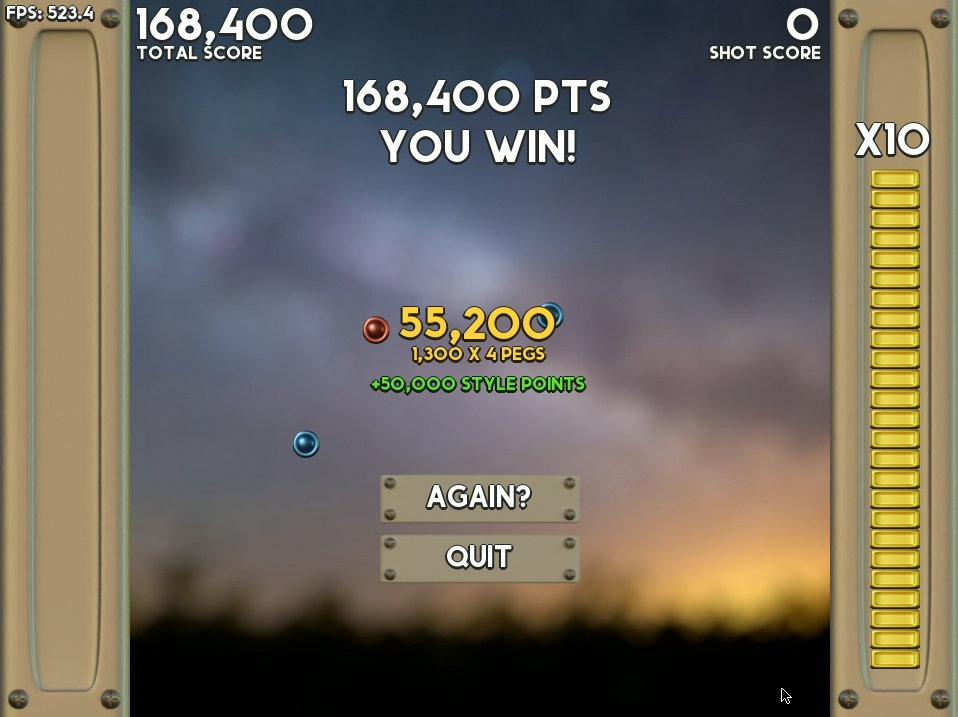 FPS: 523.4
168,400
TOTAL SCORE
0
SHOT SCORE
168,400 PTS
YOU WIN!
X10
55,200
1,300 X 4 PEGS
+50,000 STYLE POINTS
AGAIN?
QUIT